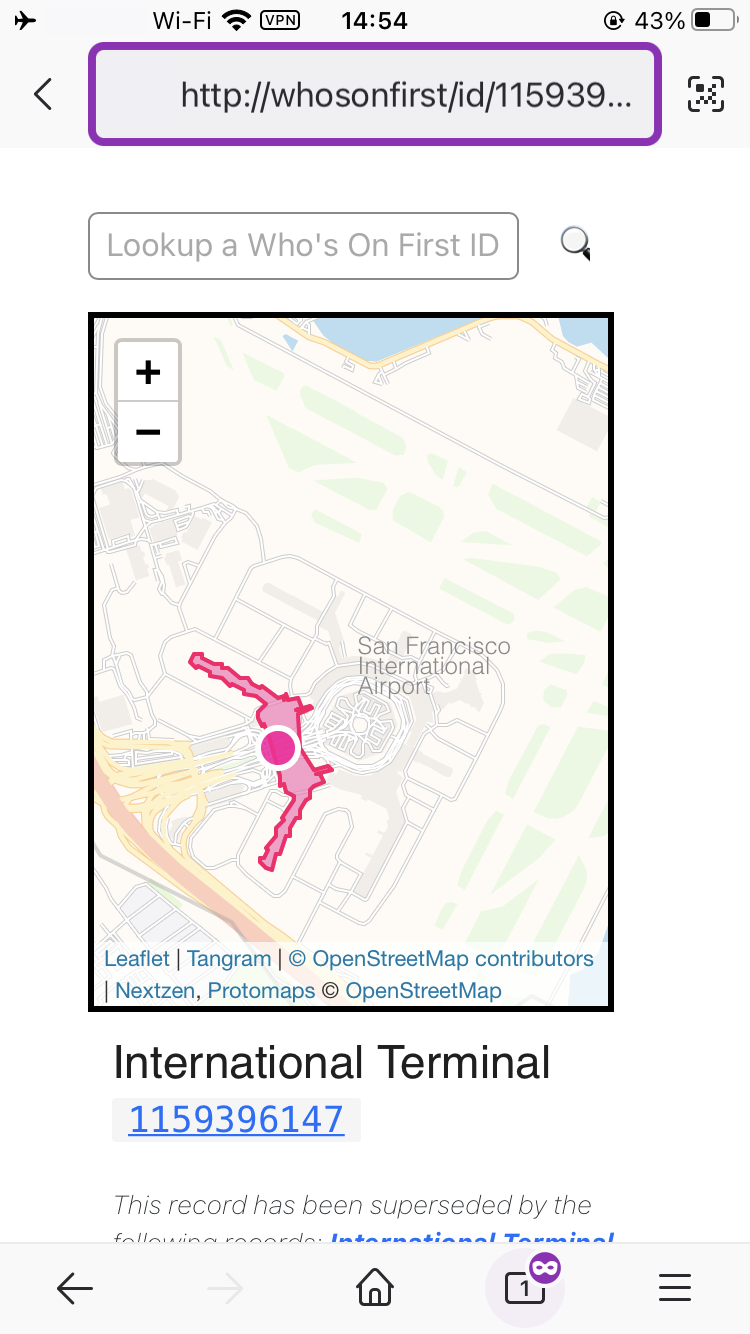 Wi-Fi VPN 14:54 43%
http://whosonfirst/id/115939...
Lookup a Who's On First ID
+
−
San Francisco
International
Airport
Leaflet | Tangram | © OpenStreetMap contributors
| Nextzen, Protomaps © OpenStreetMap
International Terminal
1159396147
This record has been superseded by the
following records: International Terminal
1